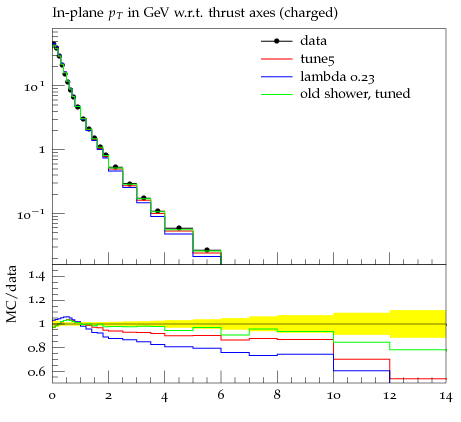 In-plane pT in GeV w.r.t. thrust axes (charged)
data
tune5
lambda 0.23
old shower, tuned
10^1
1
10^−1
MC/data
1.4
1.2
1
0.8
0.6
0 2 4 6 8 10 12 14